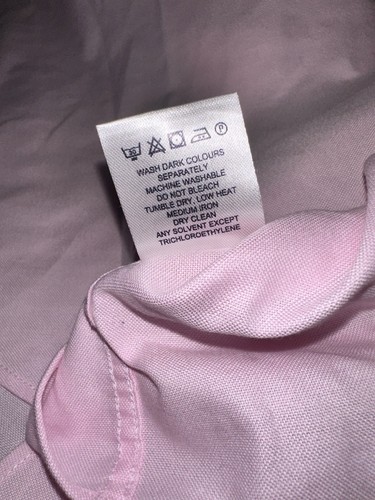 WASH DARK COLOURS
SEPARATELY
MACHINE WASHABLE
DO NOT BLEACH
TUMBLE DRY, LOW HEAT
MEDIUM IRON
DRY CLEAN
ANY SOLVENT EXCEPT
TRICHLOROETHYLENE